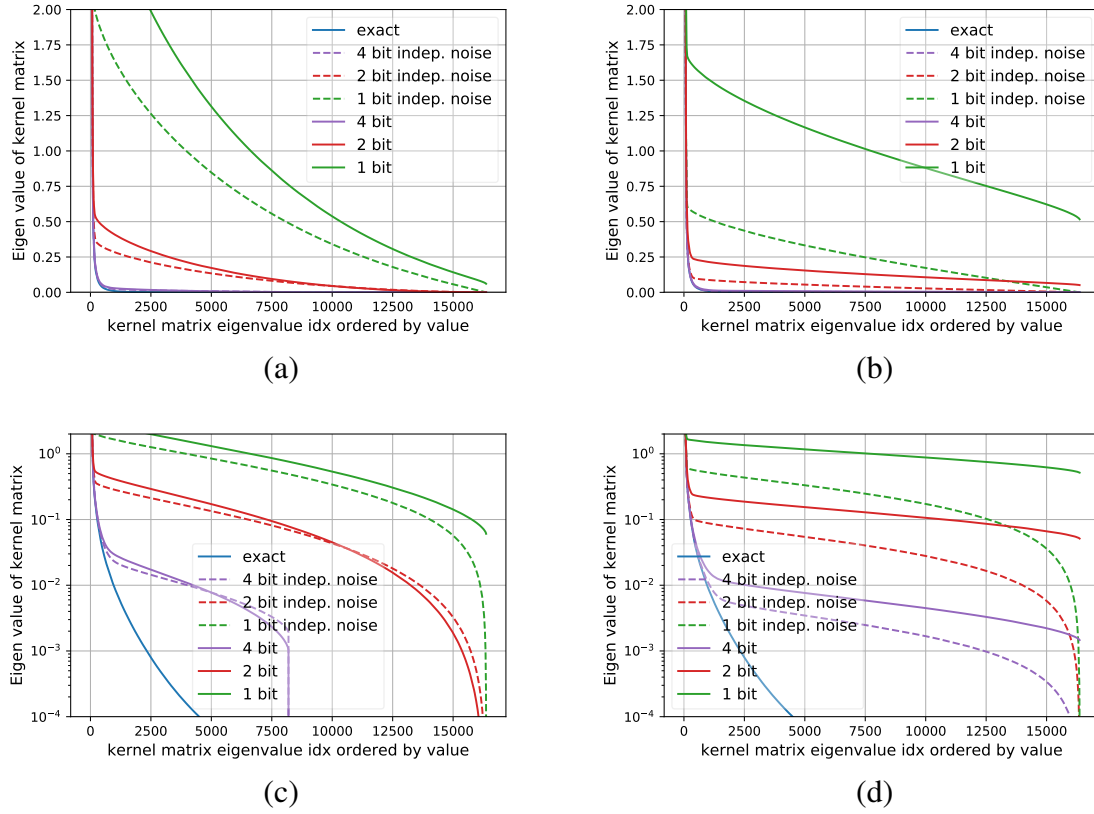 2.00
1.75
1.50
1.25
1.00
0.75
0.50
0.25
0.00
Eigen value of kernel matrix
exact
4 bit indep. noise
2 bit indep. noise
1 bit indep. noise
4 bit
2 bit
1 bit
0 2500 5000 7500 10000 12500 15000
kernel matrix eigenvalue idx ordered by value
(a)
2.00
1.75
1.50
1.25
1.00
0.75
0.50
0.25
0.00
Eigen value of kernel matrix
exact
4 bit indep. noise
2 bit indep. noise
1 bit indep. noise
4 bit
2 bit
1 bit
0 2500 5000 7500 10000 12500 15000
kernel matrix eigenvalue idx ordered by value
(b)
10⁰
10⁻¹
10⁻²
10⁻³
10⁻⁴
Eigen value of kernel matrix
exact
4 bit indep. noise
2 bit indep. noise
1 bit indep. noise
4 bit
2 bit
1 bit
0 2500 5000 7500 10000 12500 15000
kernel matrix eigenvalue idx ordered by value
(c)
10⁰
10⁻¹
10⁻²
10⁻³
10⁻⁴
Eigen value of kernel matrix
exact
4 bit indep. noise
2 bit indep. noise
1 bit indep. noise
4 bit
2 bit
1 bit
0 2500 5000 7500 10000 12500 15000
kernel matrix eigenvalue idx ordered by value
(d)